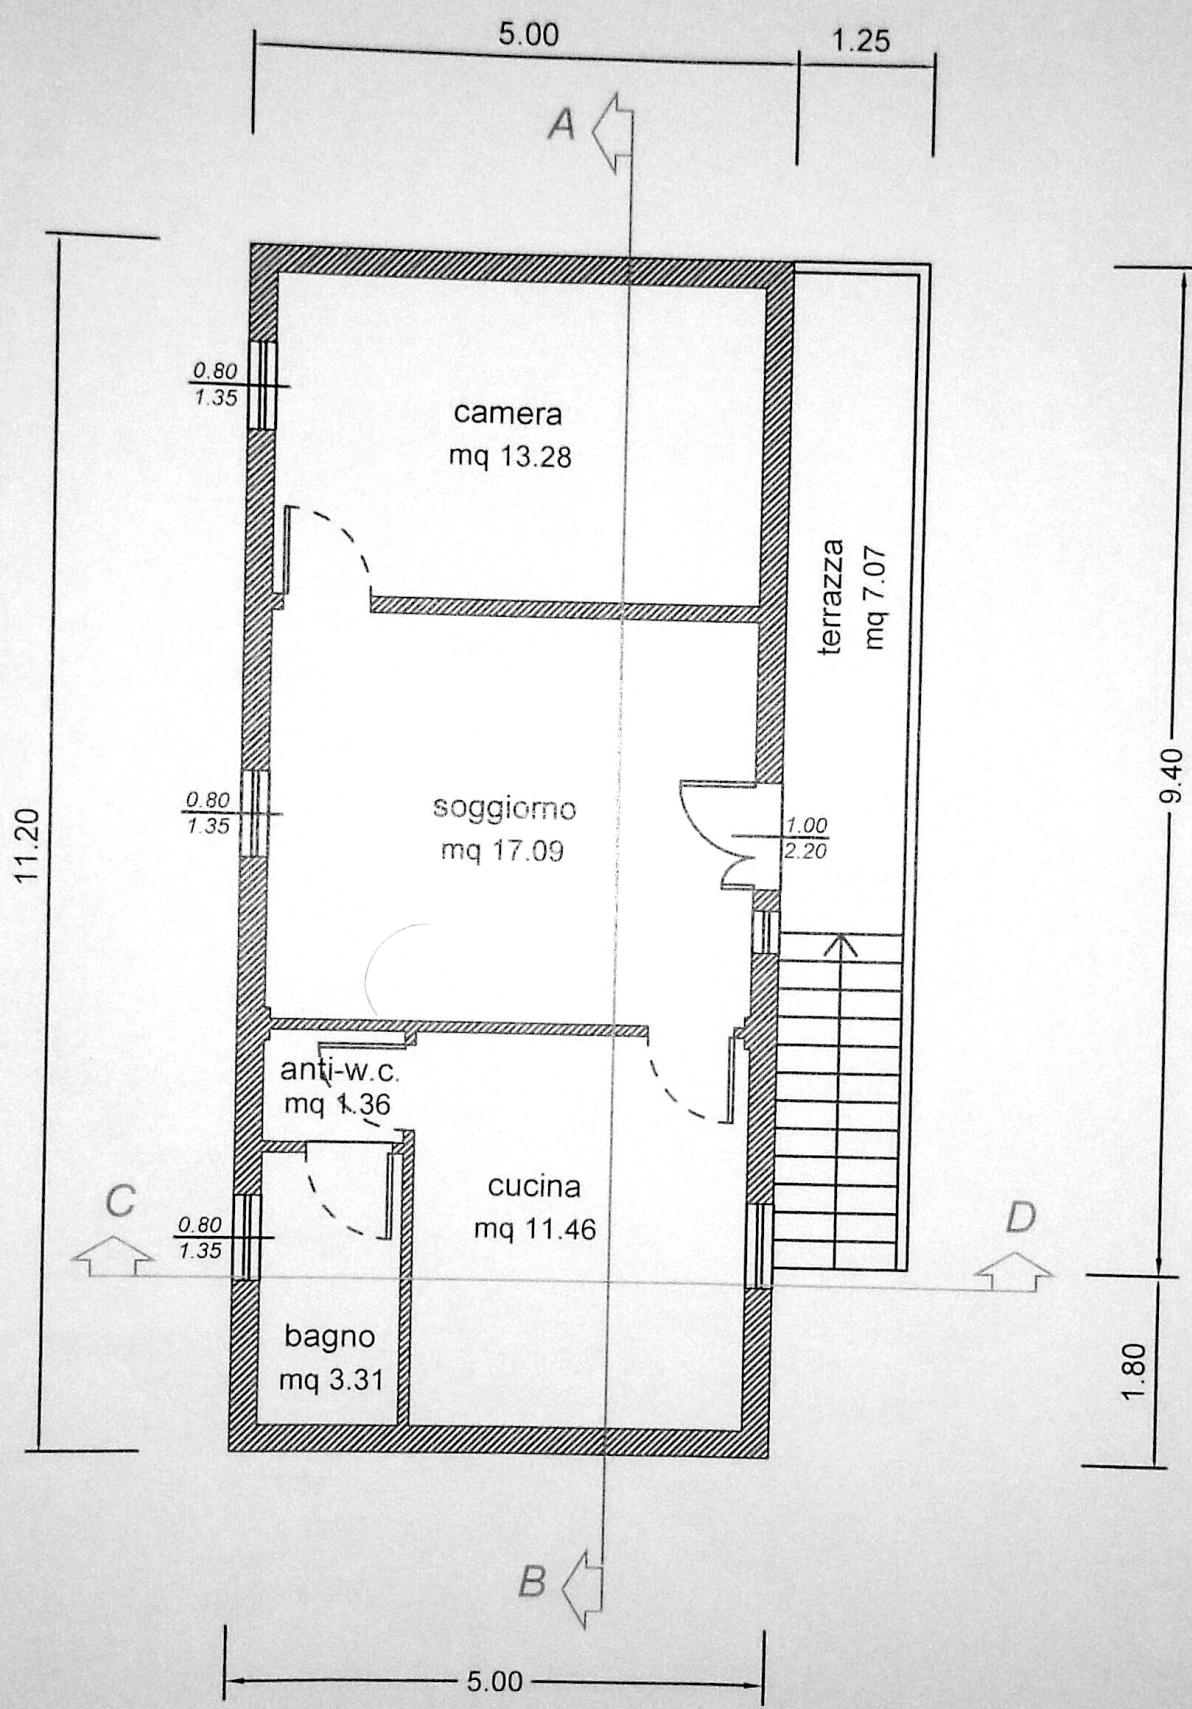 5.00
1.25
A
0.80
1.35
camera
mq 13.28
terrazza
mq 7.07
11.20
9.40
0.80
1.35
soggiorno
mq 17.09
1.00
2.20
anti-w.c.
mq 1.36
C
0.80
1.35
cucina
mq 11.46
D
bagno
mq 3.31
1.80
B
5.00